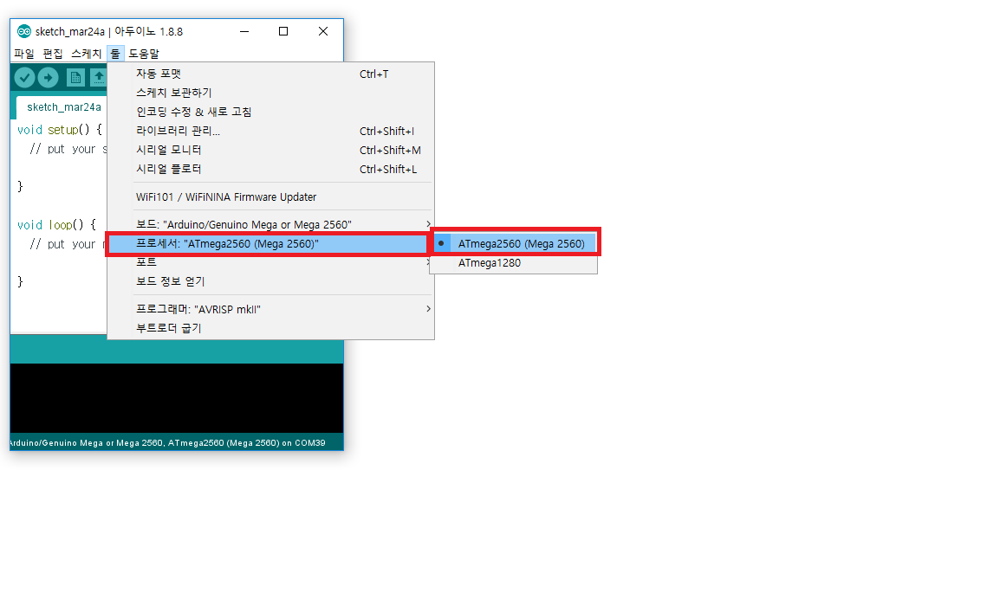 sketch_mar24a | 아두이노 1.8.8
파일 편집 스케치 툴 도움말
자동 포맷 Ctrl+T
스케치 보관하기
인코딩 수정 & 새로 고침
라이브러리 관리... Ctrl+Shift+I
시리얼 모니터 Ctrl+Shift+M
시리얼 플로터 Ctrl+Shift+L
WiFi101 / WiFiNINA Firmware Updater
보드: "Arduino/Genuino Mega or Mega 2560"
프로세서: "ATmega2560 (Mega 2560)"
포트
보드 정보 얻기
프로그래머: "AVRISP mkII"
부트로더 굽기
ATmega2560 (Mega 2560)
ATmega1280
sketch_mar24a
void setup() {
// put your s
}
void loop() {
// put your
}
Arduino/Genuino Mega or Mega 2560, ATmega2560 (Mega 2560) on COM39